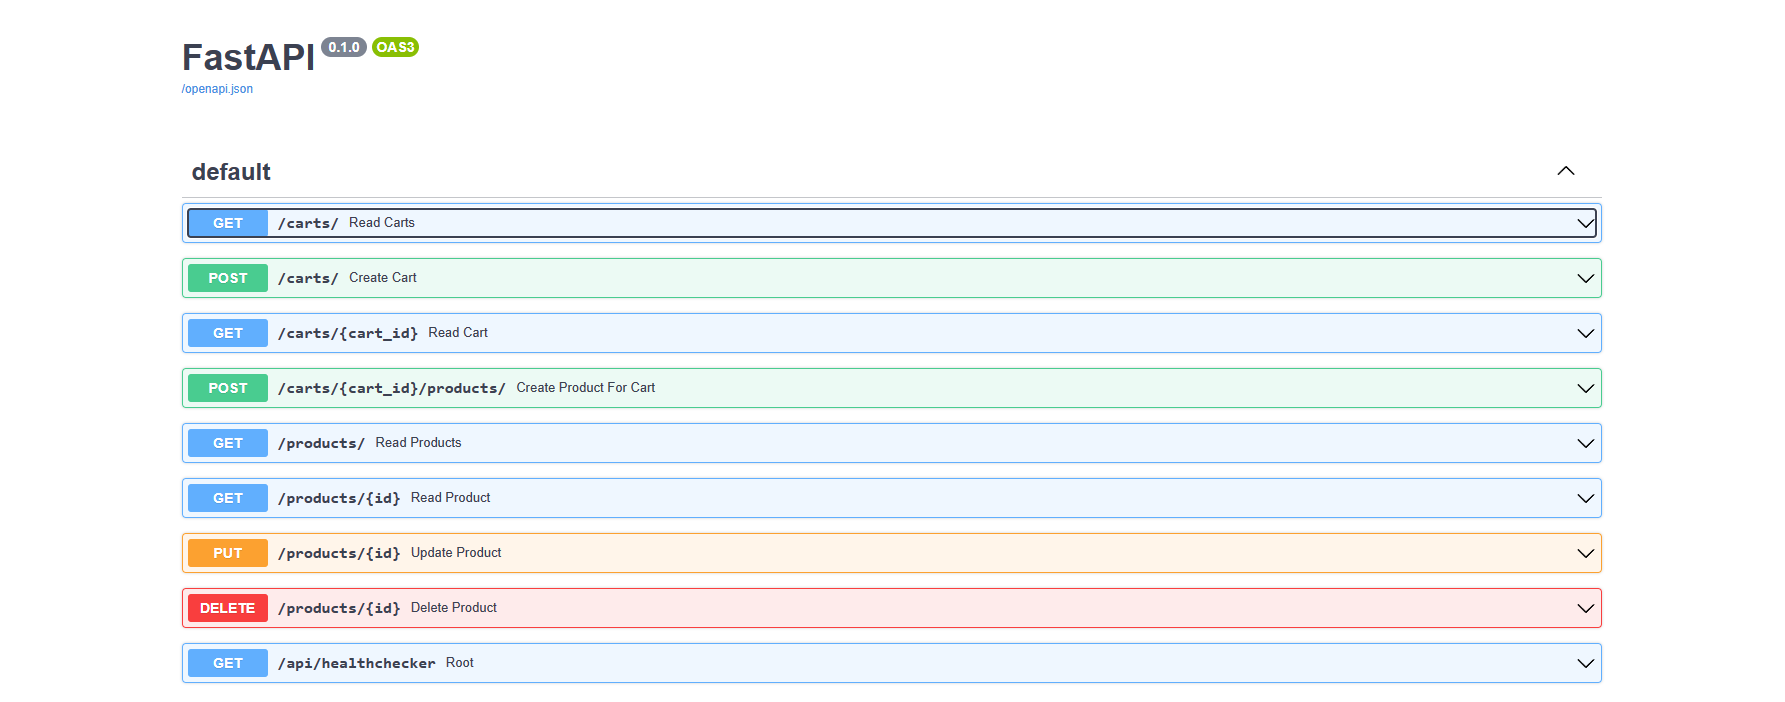 FastAPI 0.1.0 OAS3
/openapi.json
default
GET /carts/ Read Carts
POST /carts/ Create Cart
GET /carts/{cart_id} Read Cart
POST /carts/{cart_id}/products/ Create Product For Cart
GET /products/ Read Products
GET /products/{id} Read Product
PUT /products/{id} Update Product
DELETE /products/{id} Delete Product
GET /api/healthchecker Root